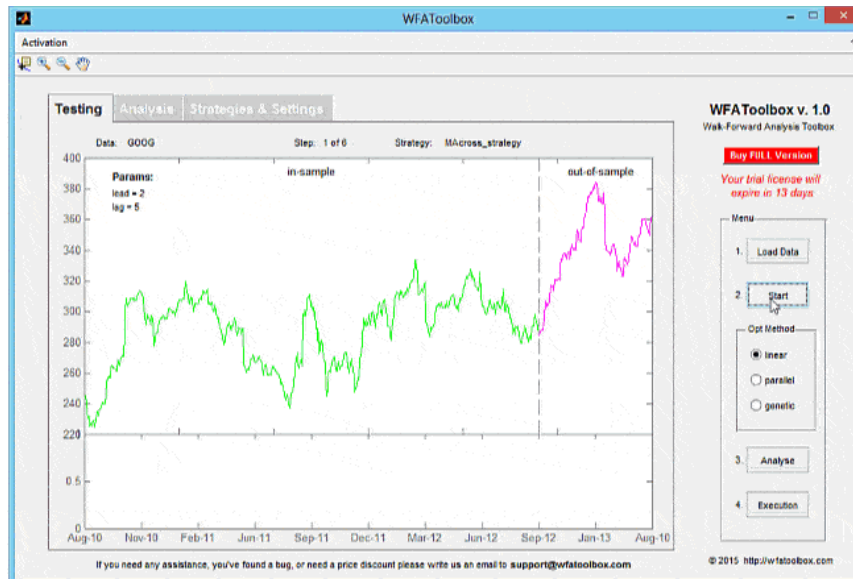 WFAToolbox
Activation
Testing Analysis Strategies & Settings
Data: GOOG Step: 1 of 6 Strategy: MAcross_strategy
400
380
360
340
320
300
280
260
240
220
0.5
0
in-sample
out-of-sample
Params:
lead = 2
lag = 5
Aug-10 Nov-10 Feb-11 Jun-11 Sep-11 Dec-11 Mar-12 Jun-12 Sep-12 Jan-13 Aug-10
If you need any assistance, you've found a bug, or need a price discount please write us an email to support@wfatoolbox.com
WFAToolbox v. 1.0
Walk-Forward Analysis Toolbox
Buy FULL Version
Your trial license will
expire in 13 days
Menu
1. Load Data
2. Start
Opt Method
linear
parallel
genetic
3. Analyse
4. Execution
© 2015 http://wfatoolbox.com